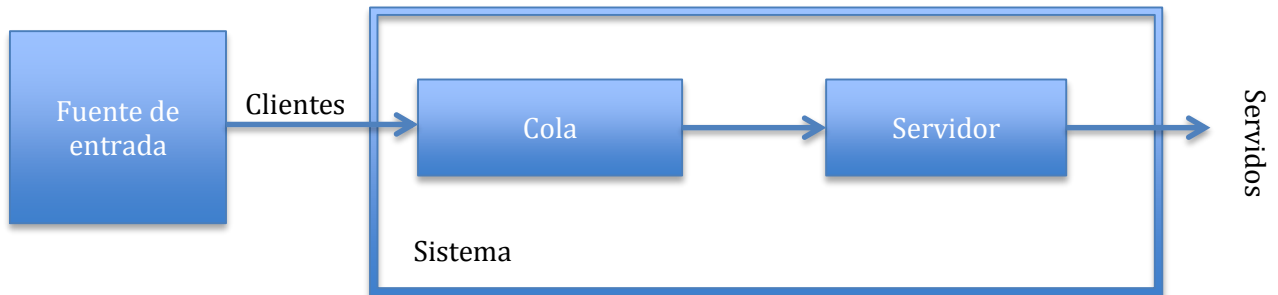 Fuente de
entrada
Clientes
Cola
Servidor
Servidos
Sistema